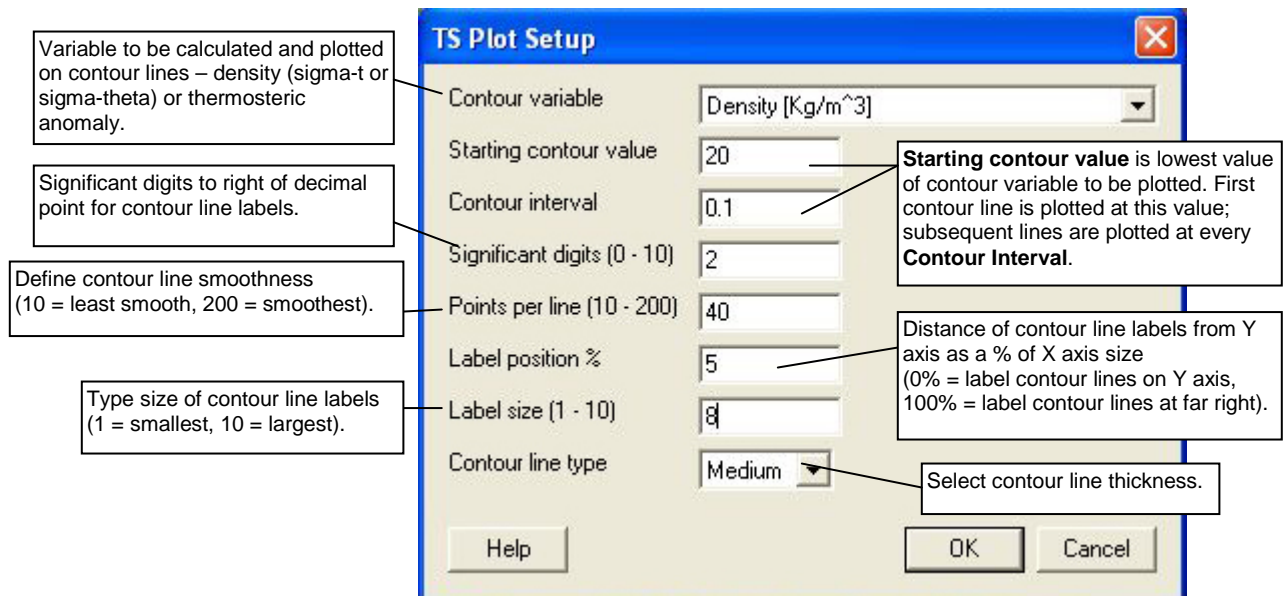 TS Plot Setup
Variable to be calculated and plotted
on contour lines – density (sigma-t or
sigma-theta) or thermosteric
anomaly.
Contour variable
Density [Kg/m^3]
Starting contour value
20
Starting contour value is lowest value
of contour variable to be plotted. First
contour line is plotted at this value;
subsequent lines are plotted at every
Contour Interval.
Significant digits to right of decimal
point for contour line labels.
Contour interval
0.1
Significant digits (0 - 10)
2
Define contour line smoothness
(10 = least smooth, 200 = smoothest).
Points per line (10 - 200)
40
Distance of contour line labels from Y
axis as a % of X axis size
(0% = label contour lines on Y axis,
100% = label contour lines at far right).
Label position %
5
Type size of contour line labels
(1 = smallest, 10 = largest).
Label size (1 - 10)
8
Contour line type
Medium
Select contour line thickness.
Help
OK
Cancel